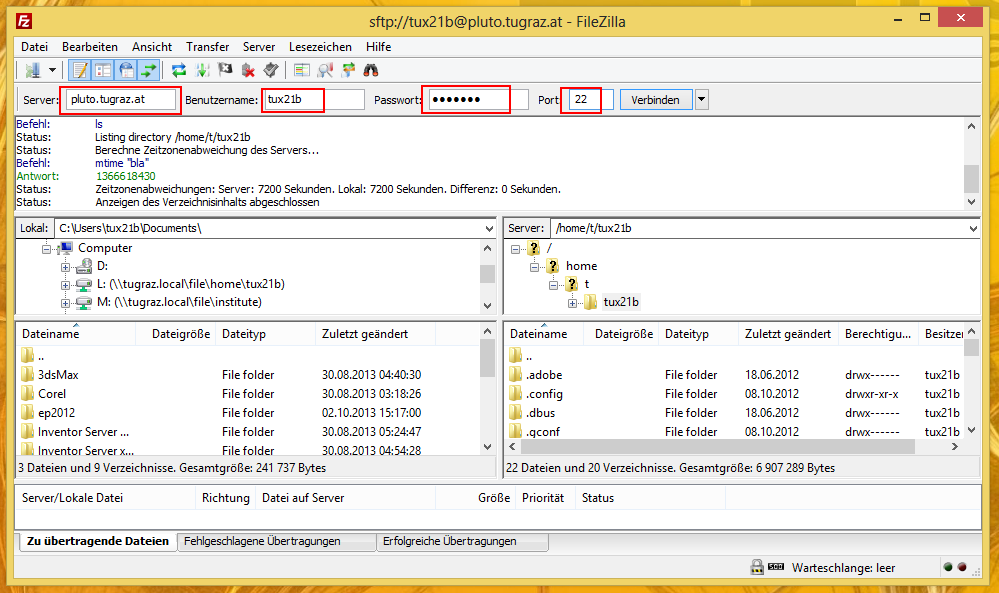 sftp://tux21b@pluto.tugraz.at - FileZilla
Datei Bearbeiten Ansicht Transfer Server Lesezeichen Hilfe
Server: pluto.tugraz.at Benutzername: tux21b Passwort: ●●●●●●● Port 22 Verbinden
Befehl: ls
Status: Listing directory /home/t/tux21b
Status: Berechne Zeitzonenabweichung des Servers...
Befehl: mtime "bla"
Antwort: 1366618430
Status: Zeitzonenabweichungen: Server: 7200 Sekunden. Lokal: 7200 Sekunden. Differenz: 0 Sekunden.
Status: Anzeigen des Verzeichnisinhalts abgeschlossen
Lokal: C:\Users\tux21b\Documents\
Computer
D:
L: (\\tugraz.local\file\home\tux21b)
M: (\\tugraz.local\file\institute)
Server: /home/t/tux21b
/
home
t
tux21b
Dateiname Dateigröße Dateityp Zuletzt geändert
..
3dsMax File folder 30.08.2013 04:40:30
Corel File folder 30.08.2013 03:18:26
ep2012 File folder 02.10.2013 15:17:00
Inventor Server ... File folder 30.08.2013 05:24:47
Inventor Server x... File folder 30.08.2013 04:54:28
3 Dateien und 9 Verzeichnisse. Gesamtgröße: 241 737 Bytes
Dateiname Dateigröße Dateityp Zuletzt geändert Berechtigu... Besitzer
..
.adobe File folder 18.06.2012 drwx------ tux21b
.config File folder 08.10.2012 drwxr-xr-x tux21b
.dbus File folder 18.06.2012 drwx------ tux21b
.gconf File folder 08.10.2012 drwx------ tux21b
22 Dateien und 20 Verzeichnisse. Gesamtgröße: 6 907 289 Bytes
Server/Lokale Datei Richtung Datei auf Server Größe Priorität Status
Zu übertragende Dateien Fehlgeschlagene Übertragungen Erfolgreiche Übertragungen
Warteschlange: leer